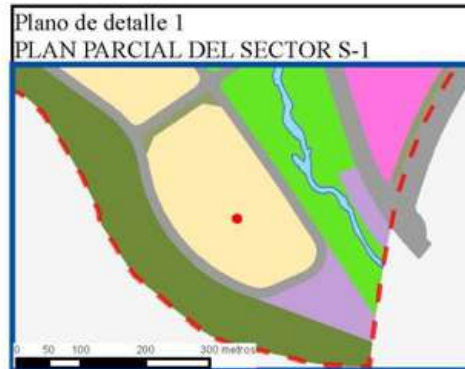 Plano de detalle 1
PLAN PARCIAL DEL SECTOR S-1
0 50 100 200 300 metros